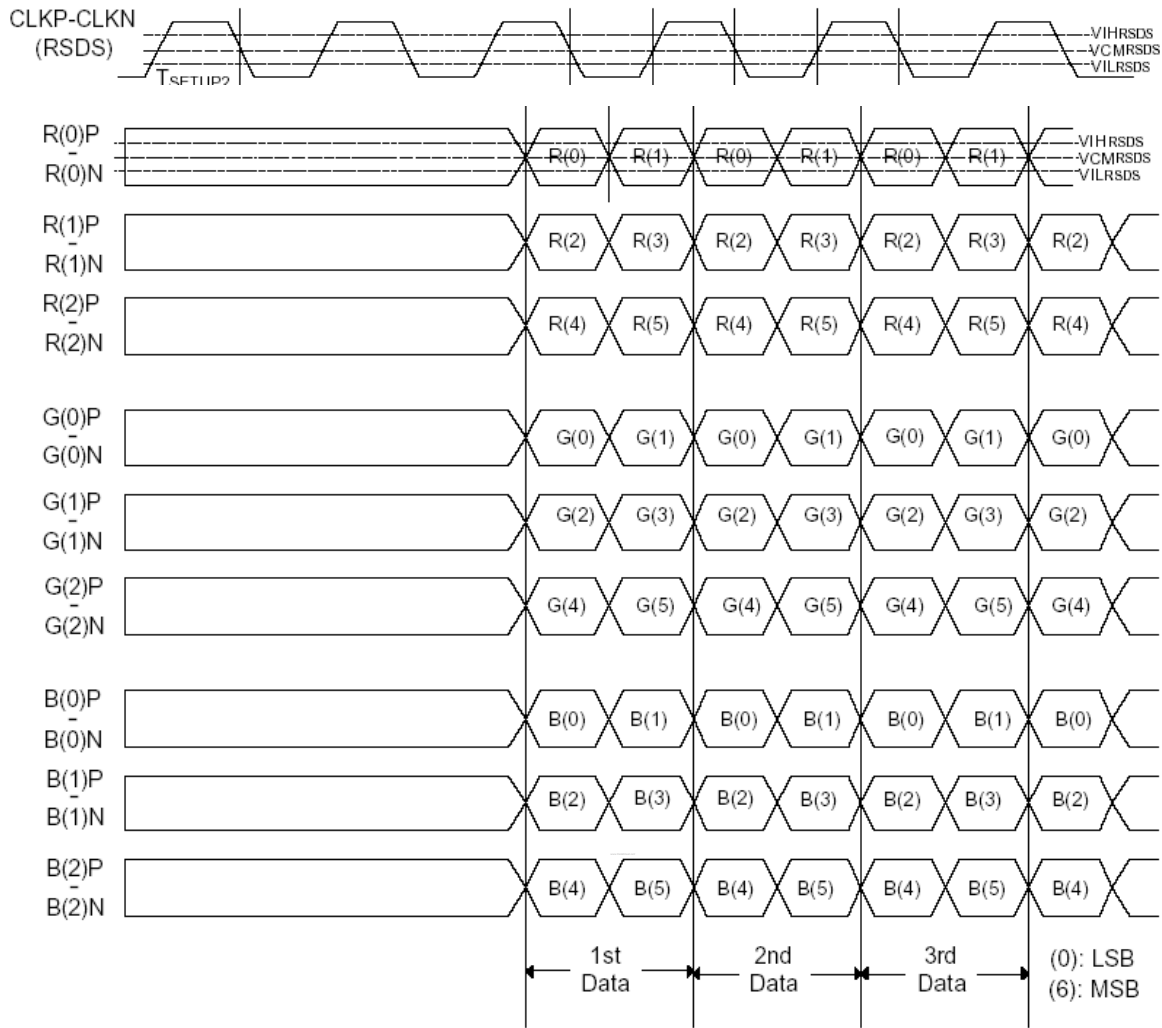 CLKP-CLKN
(RSDS)
VIHRSDS
VCMRSDS
VILRSDS
TSETUP2
R(0)P
-
R(0)N
R(0) R(1) R(0) R(1) R(0) R(1)
VIHRSDS
VCMRSDS
VILRSDS
R(1)P
-
R(1)N
R(2) R(3) R(2) R(3) R(2) R(3) R(2)
R(2)P
-
R(2)N
R(4) R(5) R(4) R(5) R(4) R(5) R(4)
G(0)P
-
G(0)N
G(0) G(1) G(0) G(1) G(0) G(1) G(0)
G(1)P
-
G(1)N
G(2) G(3) G(2) G(3) G(2) G(3) G(2)
G(2)P
-
G(2)N
G(4) G(5) G(4) G(5) G(4) G(5) G(4)
B(0)P
-
B(0)N
B(0) B(1) B(0) B(1) B(0) B(1) B(0)
B(1)P
-
B(1)N
B(2) B(3) B(2) B(3) B(2) B(3) B(2)
B(2)P
-
B(2)N
B(4) B(5) B(4) B(5) B(4) B(5) B(4)
1st
Data
2nd
Data
3rd
Data
(0): LSB
(6): MSB